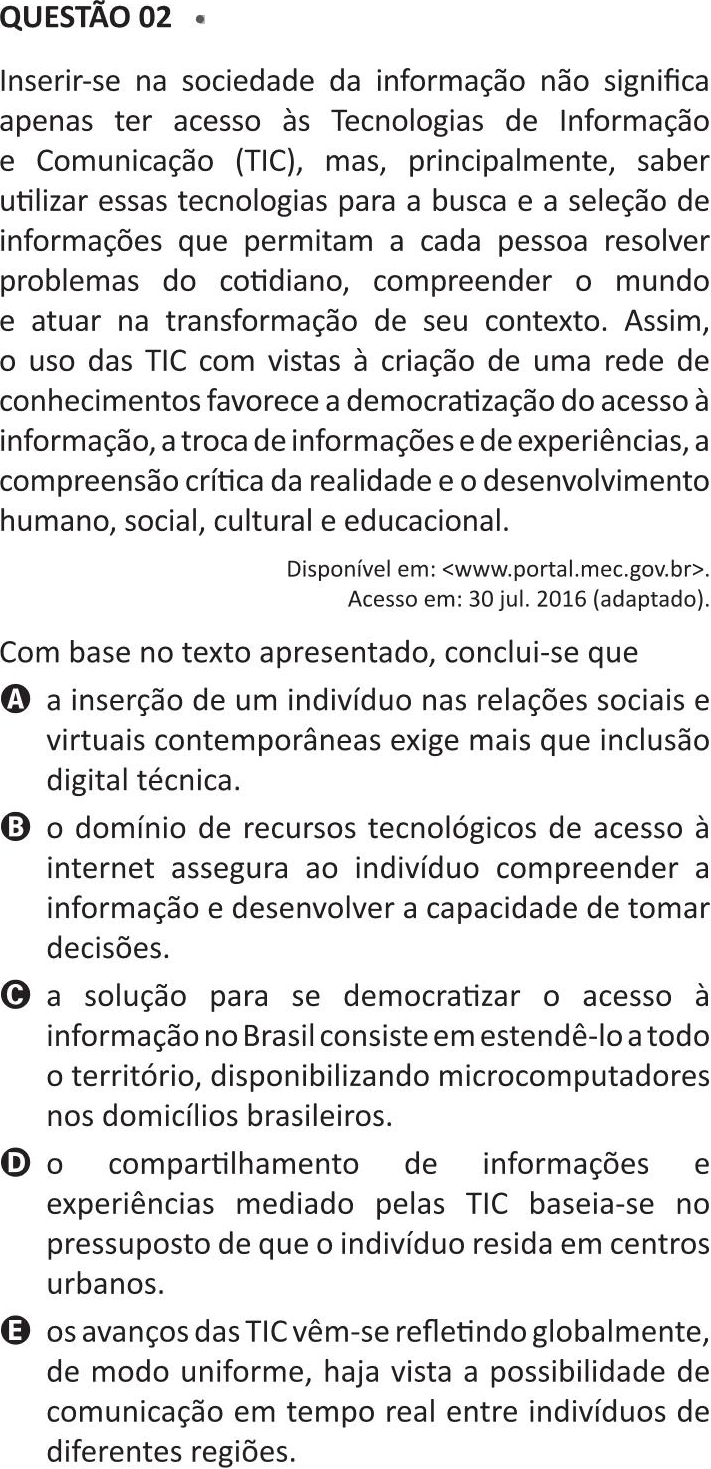 QUESTÃO 02
Inserir-se na sociedade da informação não significa
apenas ter acesso às Tecnologias de Informação
e Comunicação (TIC), mas, principalmente, saber
utilizar essas tecnologias para a busca e a seleção de
informações que permitam a cada pessoa resolver
problemas do cotidiano, compreender o mundo
e atuar na transformação de seu contexto. Assim,
o uso das TIC com vistas à criação de uma rede de
conhecimentos favorece a democratização do acesso à
informação, a troca de informações e de experiências, a
compreensão crítica da realidade e o desenvolvimento
humano, social, cultural e educacional.
Disponível em: <www.portal.mec.gov.br>.
Acesso em: 30 jul. 2016 (adaptado).
Com base no texto apresentado, conclui-se que
A a inserção de um indivíduo nas relações sociais e
virtuais contemporâneas exige mais que inclusão
digital técnica.
B o domínio de recursos tecnológicos de acesso à
internet assegura ao indivíduo compreender a
informação e desenvolver a capacidade de tomar
decisões.
C a solução para se democratizar o acesso à
informação no Brasil consiste em estendê-lo a todo
o território, disponibilizando microcomputadores
nos domicílios brasileiros.
D o compartilhamento de informações e
experiências mediado pelas TIC baseia-se no
pressuposto de que o indivíduo resida em centros
urbanos.
E os avanços das TIC vêm-se refletindo globalmente,
de modo uniforme, haja vista a possibilidade de
comunicação em tempo real entre indivíduos de
diferentes regiões.